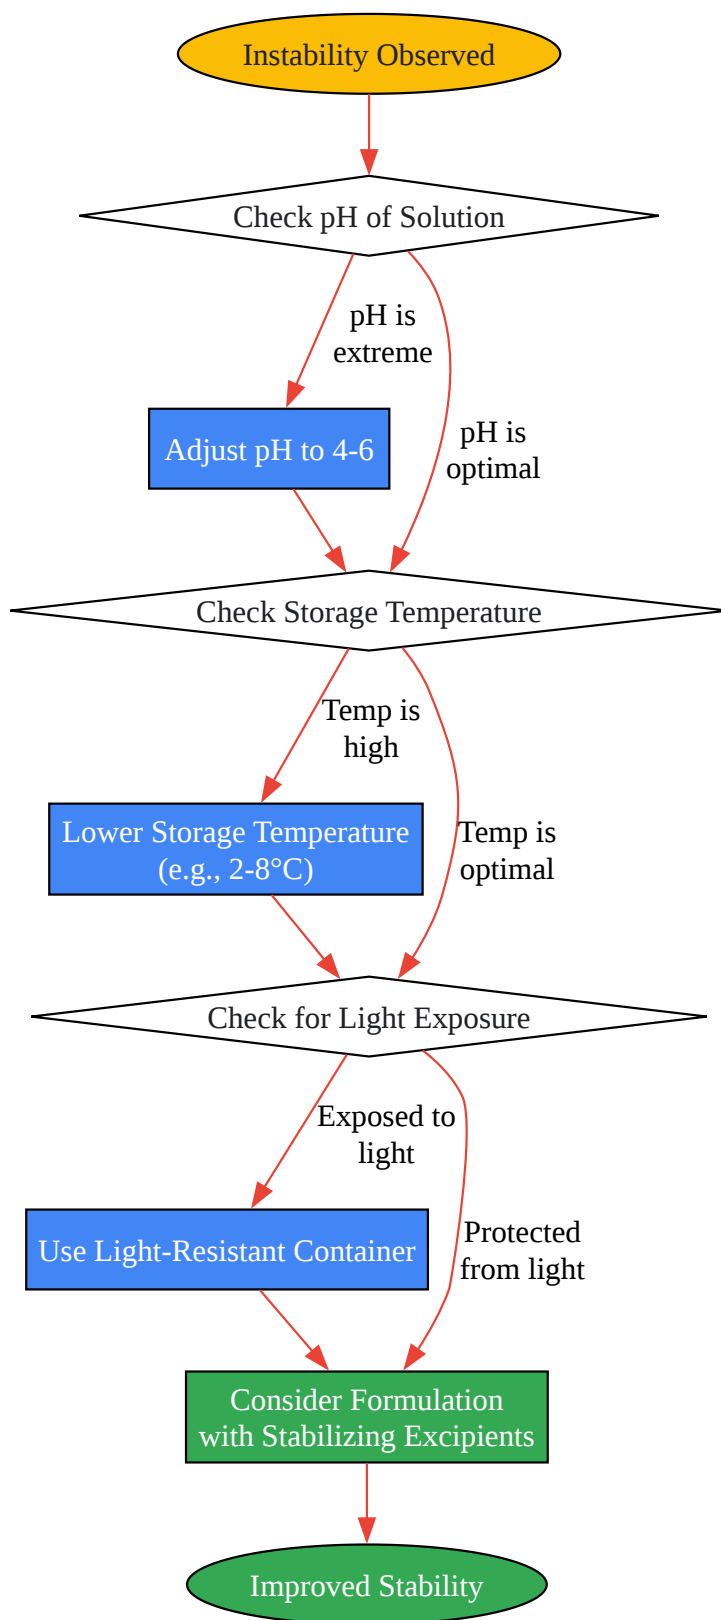 Instability Observed
Check pH of Solution
pH is
extreme
pH is
optimal
Adjust pH to 4-6
Check Storage Temperature
Temp is
high
Temp is
optimal
Lower Storage Temperature
(e.g., 2-8°C)
Check for Light Exposure
Exposed to
light
Protected
from light
Use Light-Resistant Container
Consider Formulation
with Stabilizing Excipients
Improved Stability